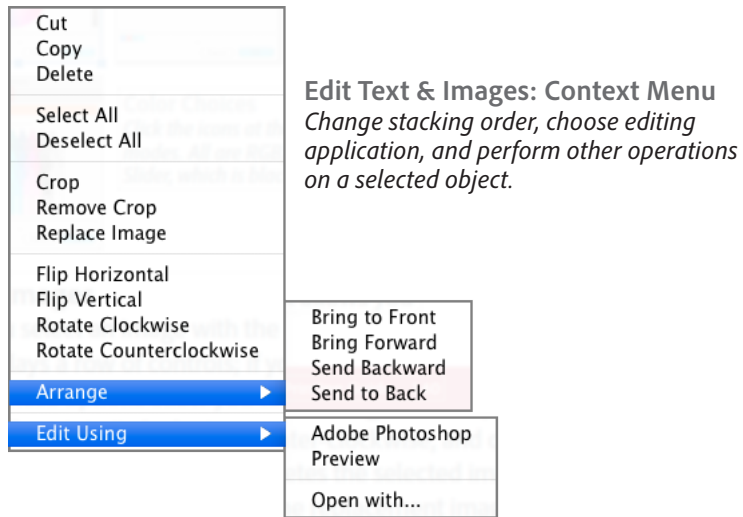 Cut
Copy
Delete
Select All
Deselect All
Crop
Remove Crop
Replace Image
Flip Horizontal
Flip Vertical
Rotate Clockwise
Rotate Counterclockwise
Arrange
Edit Using
Bring to Front
Bring Forward
Send Backward
Send to Back
Adobe Photoshop
Preview
Open with...
Edit Text & Images: Context Menu
Change stacking order, choose editing
application, and perform other operations
on a selected object.
Color Choices